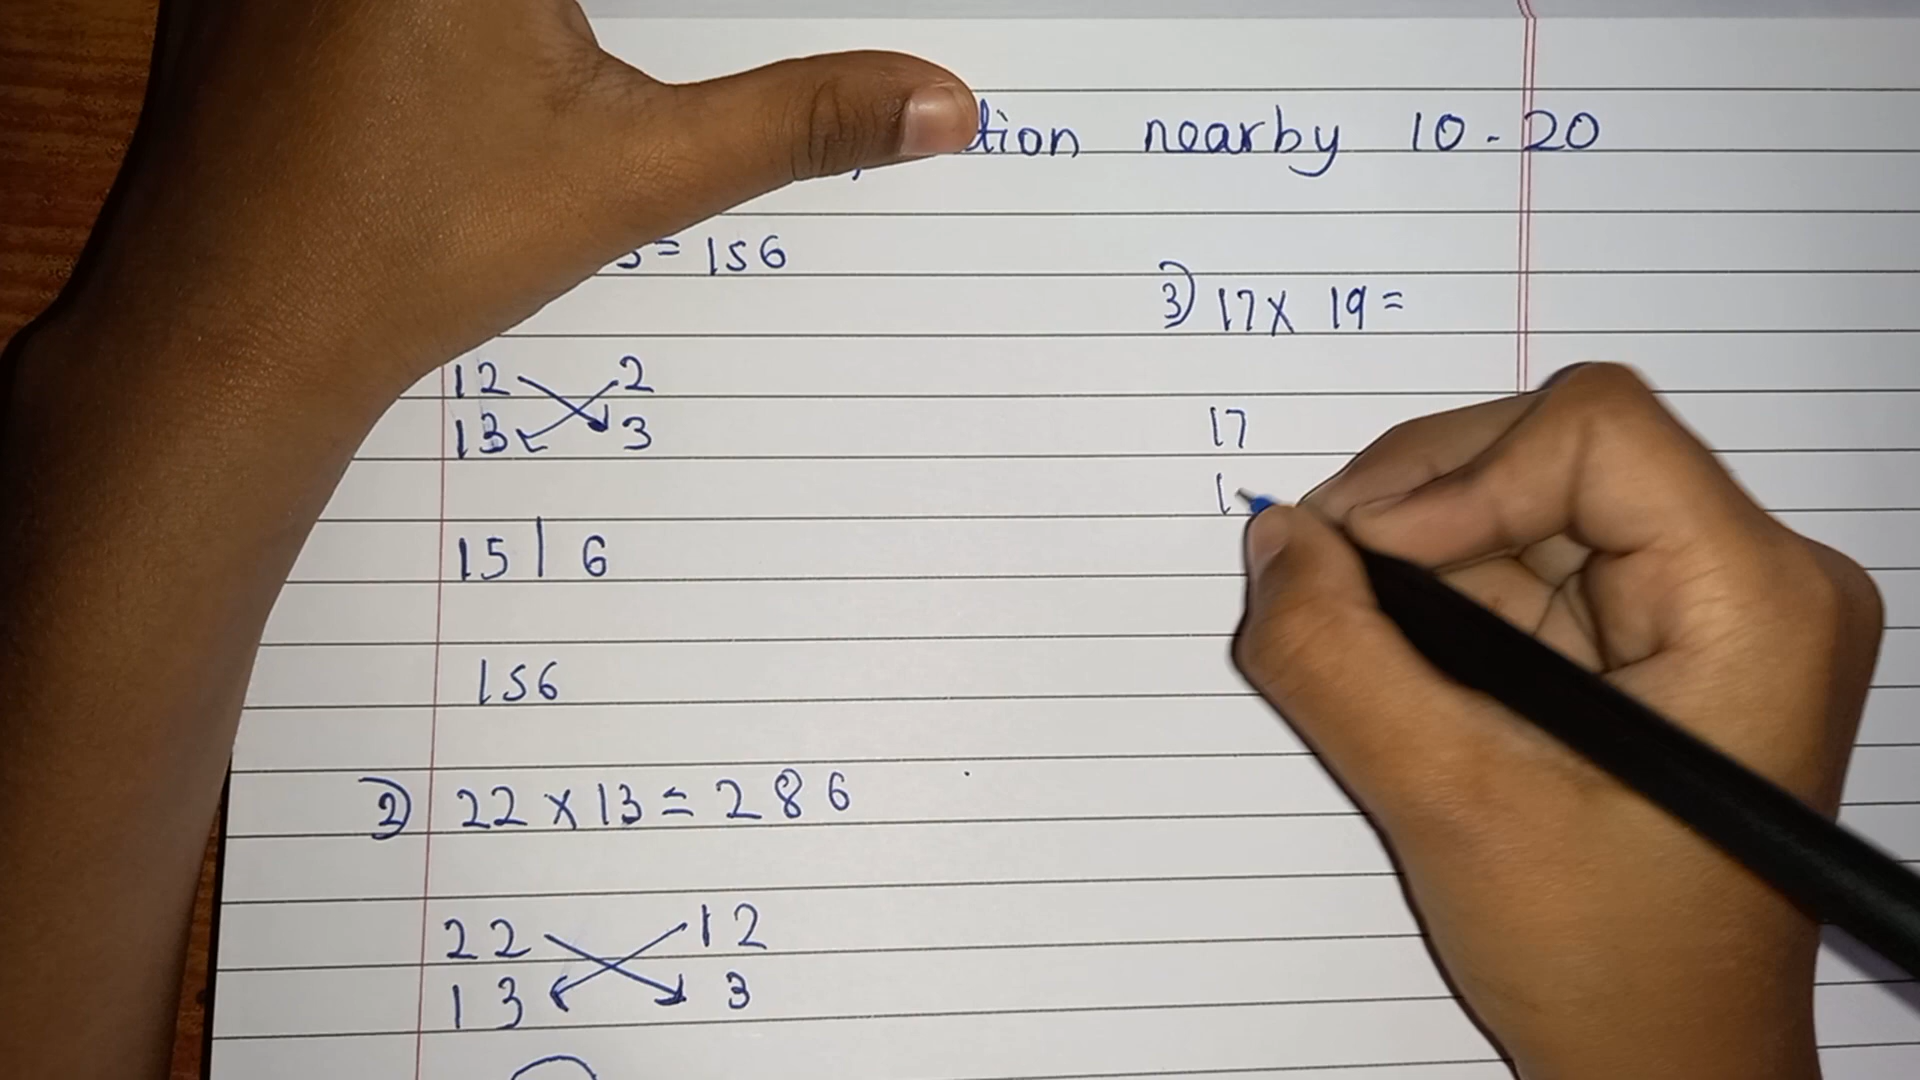 nearby 10 - 20
= 156
12 2
13 3
15 | 6
156
2) 22 x 13 = 286
22 12
13 3
3) 17 x 19 =
17
1